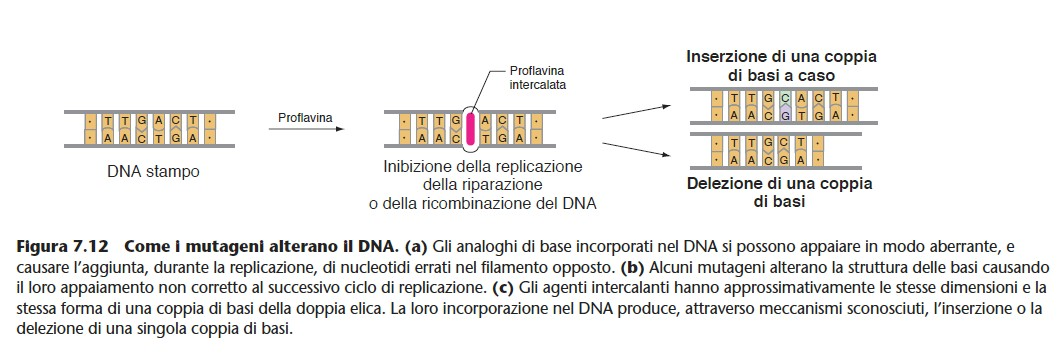 Proflavina
intercalata
Inserzione di una coppia
di basi a caso
· T T G C A C T ·
· A A C G T G A ·
· T T G A C T ·
· A A C T G A ·
Proflavina
· T T G A C T ·
· A A C T G A ·
· T T G C T ·
· A A C G A ·
DNA stampo
Inibizione della replicazione
della riparazione
o della ricombinazione del DNA
Delezione di una coppia
di basi
Figura 7.12 Come i mutageni alterano il DNA. (a) Gli analoghi di base incorporati nel DNA si possono appaiare in modo aberrante, e
causare l’aggiunta, durante la replicazione, di nucleotidi errati nel filamento opposto. (b) Alcuni mutageni alterano la struttura delle basi causando
il loro appaiamento non corretto al successivo ciclo di replicazione. (c) Gli agenti intercalanti hanno approssimativamente le stesse dimensioni e la
stessa forma di una coppia di basi della doppia elica. La loro incorporazione nel DNA produce, attraverso meccanismi sconosciuti, l’inserzione o la
delezione di una singola coppia di basi.